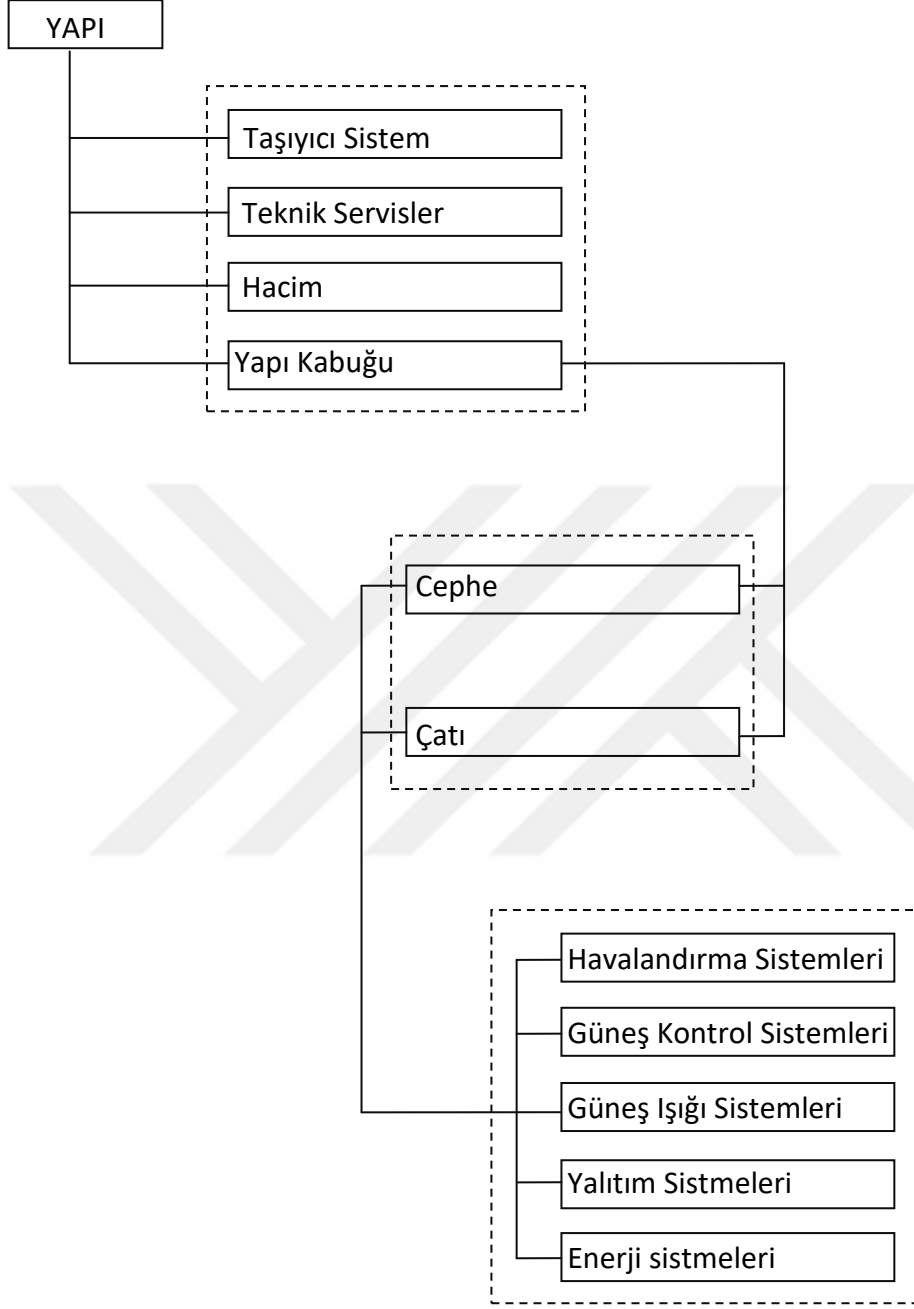 YAPI
Taşıyıcı Sistem
Teknik Servisler
Hacim
Yapı Kabuğu
Cephe
Çatı
Havalandırma Sistemleri
Güneş Kontrol Sistemleri
Güneş Işığı Sistemleri
Yalıtım Sistmeleri
Enerji sistmeleri